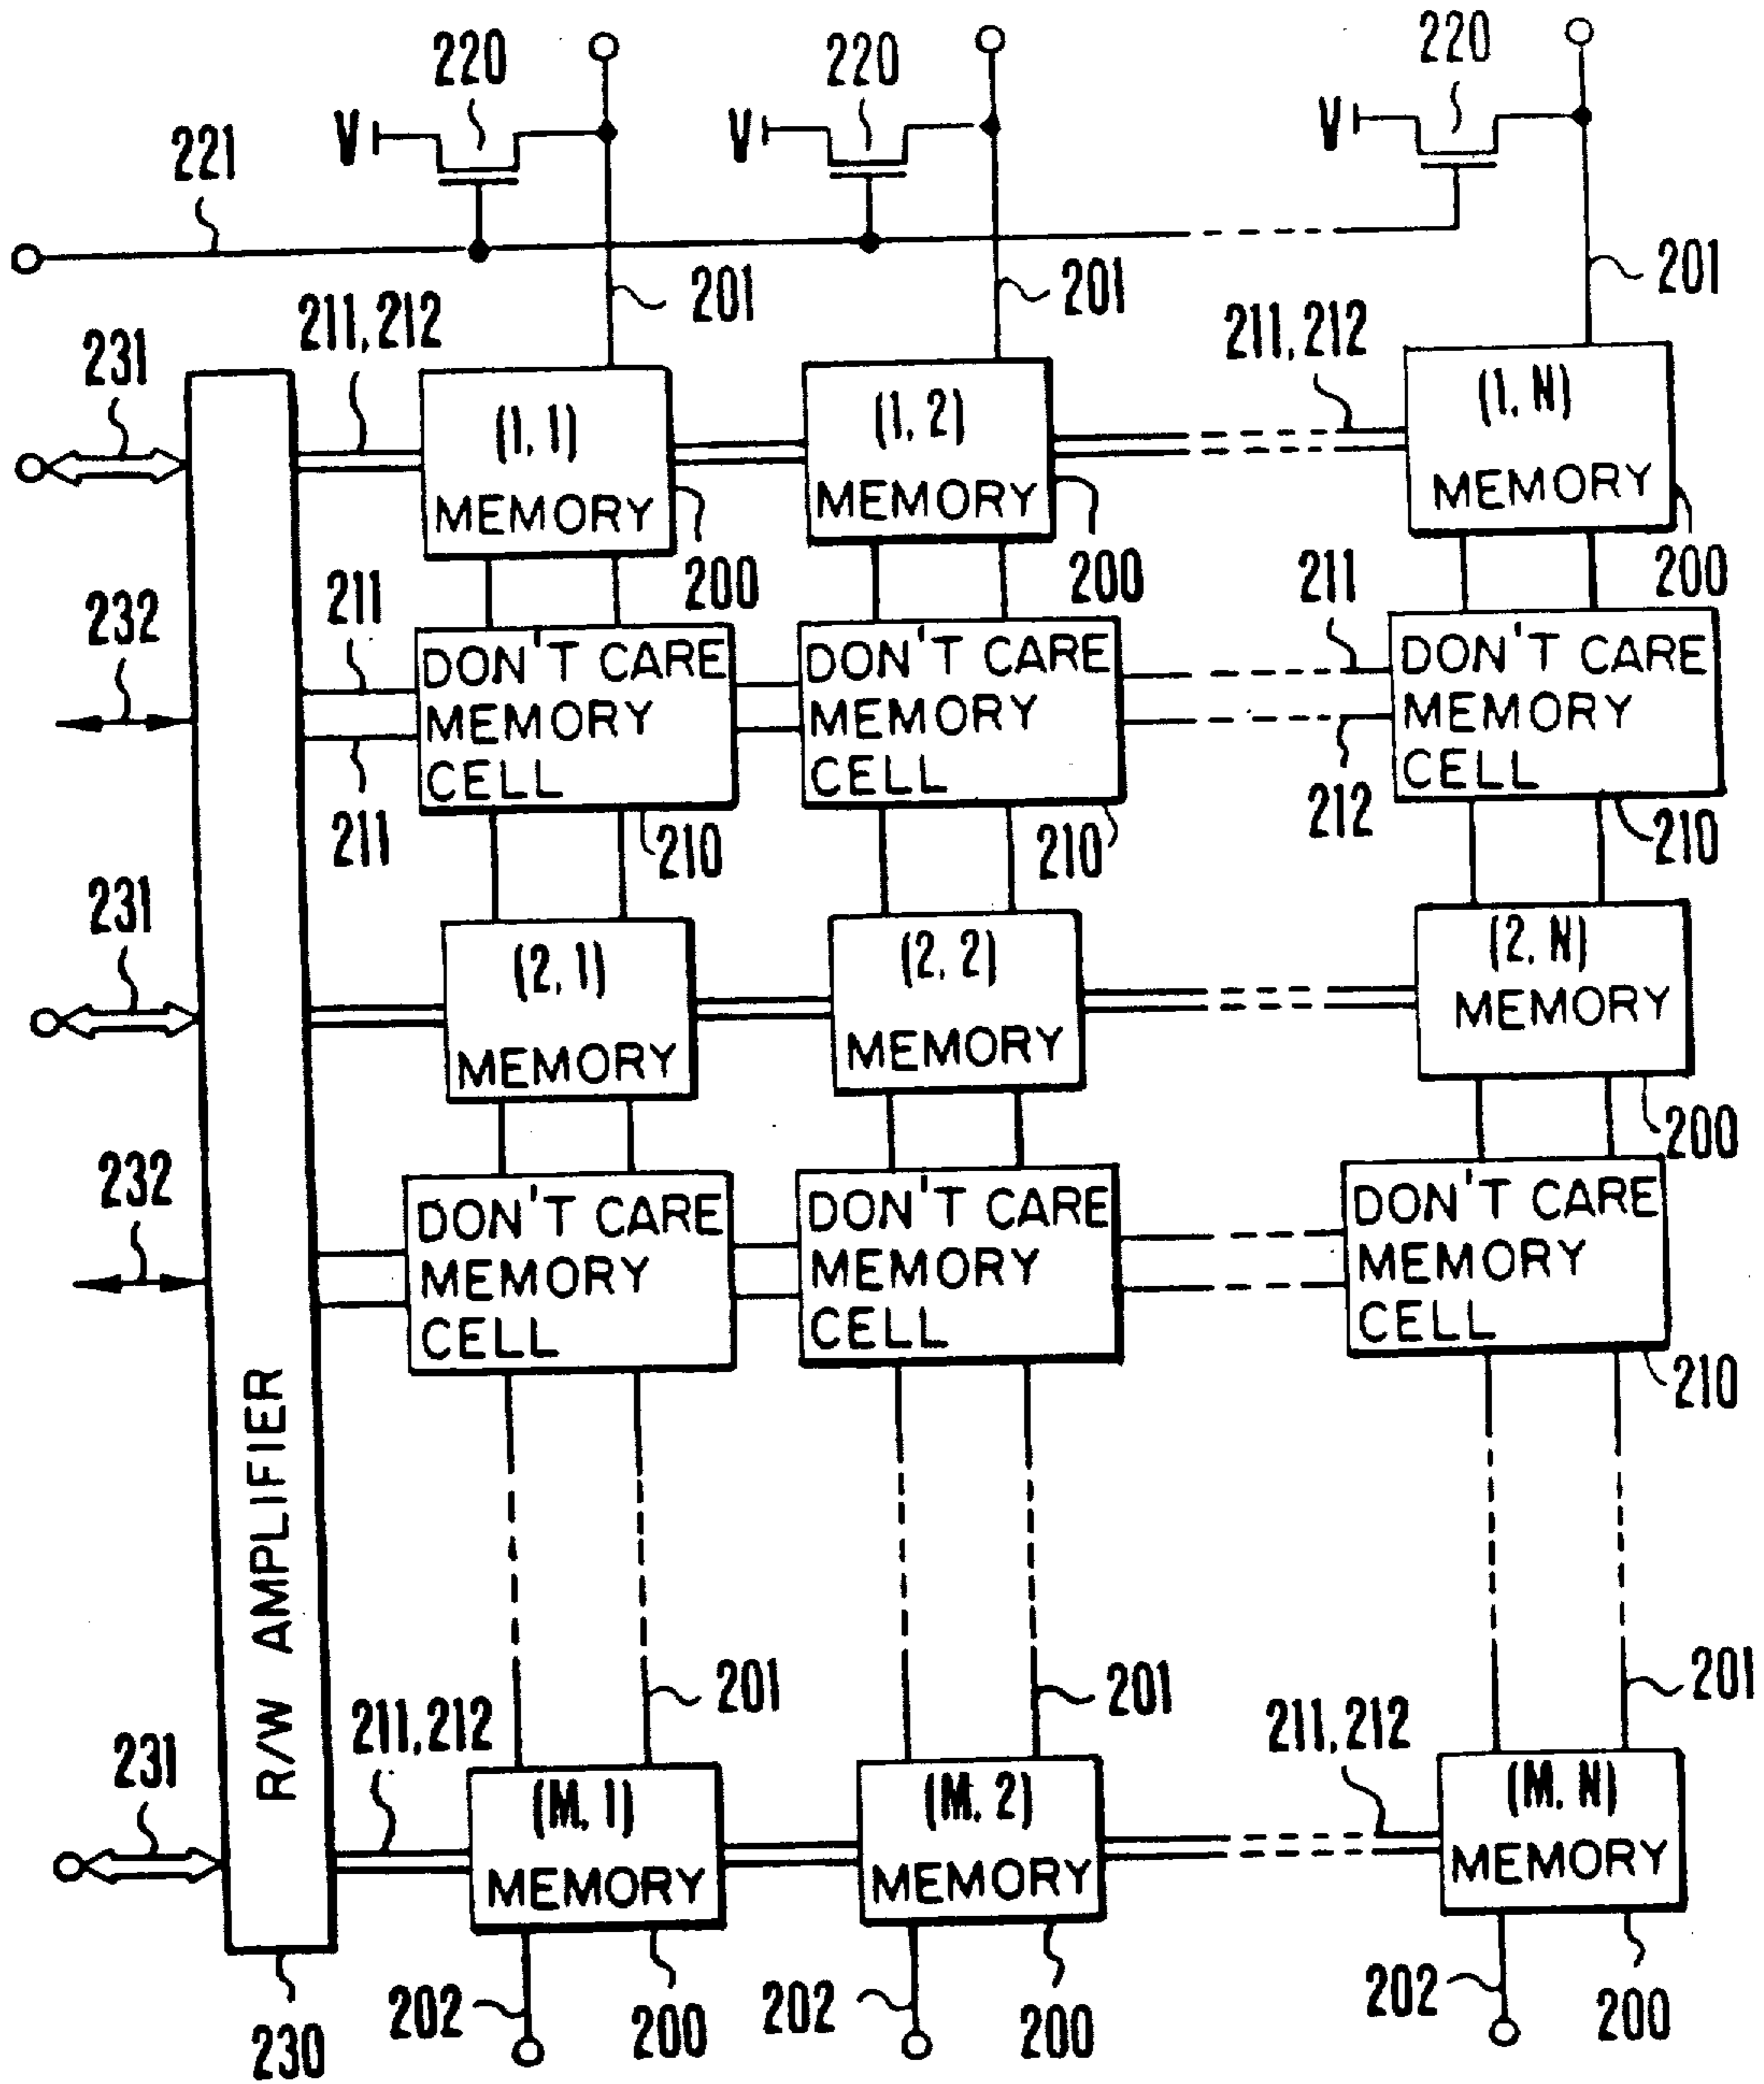 220 220 220
V V V
221
201 201 201
211,212 211,212
231
(1,1) (1,2) (1,N)
MEMORY MEMORY MEMORY
200 200 200
232
211 211
DON'T CARE DON'T CARE DON'T CARE
MEMORY MEMORY MEMORY
CELL CELL CELL
211 212
210 210 210
231
(2,1) (2,2) (2,N)
MEMORY MEMORY MEMORY
200
232
DON'T CARE DON'T CARE DON'T CARE
MEMORY MEMORY MEMORY
CELL CELL CELL
210
R/W AMPLIFIER
201 201 201
211,212 211,212
231
(M,1) (M,2) (M,N)
MEMORY MEMORY MEMORY
202 200 202 200 202 200
230